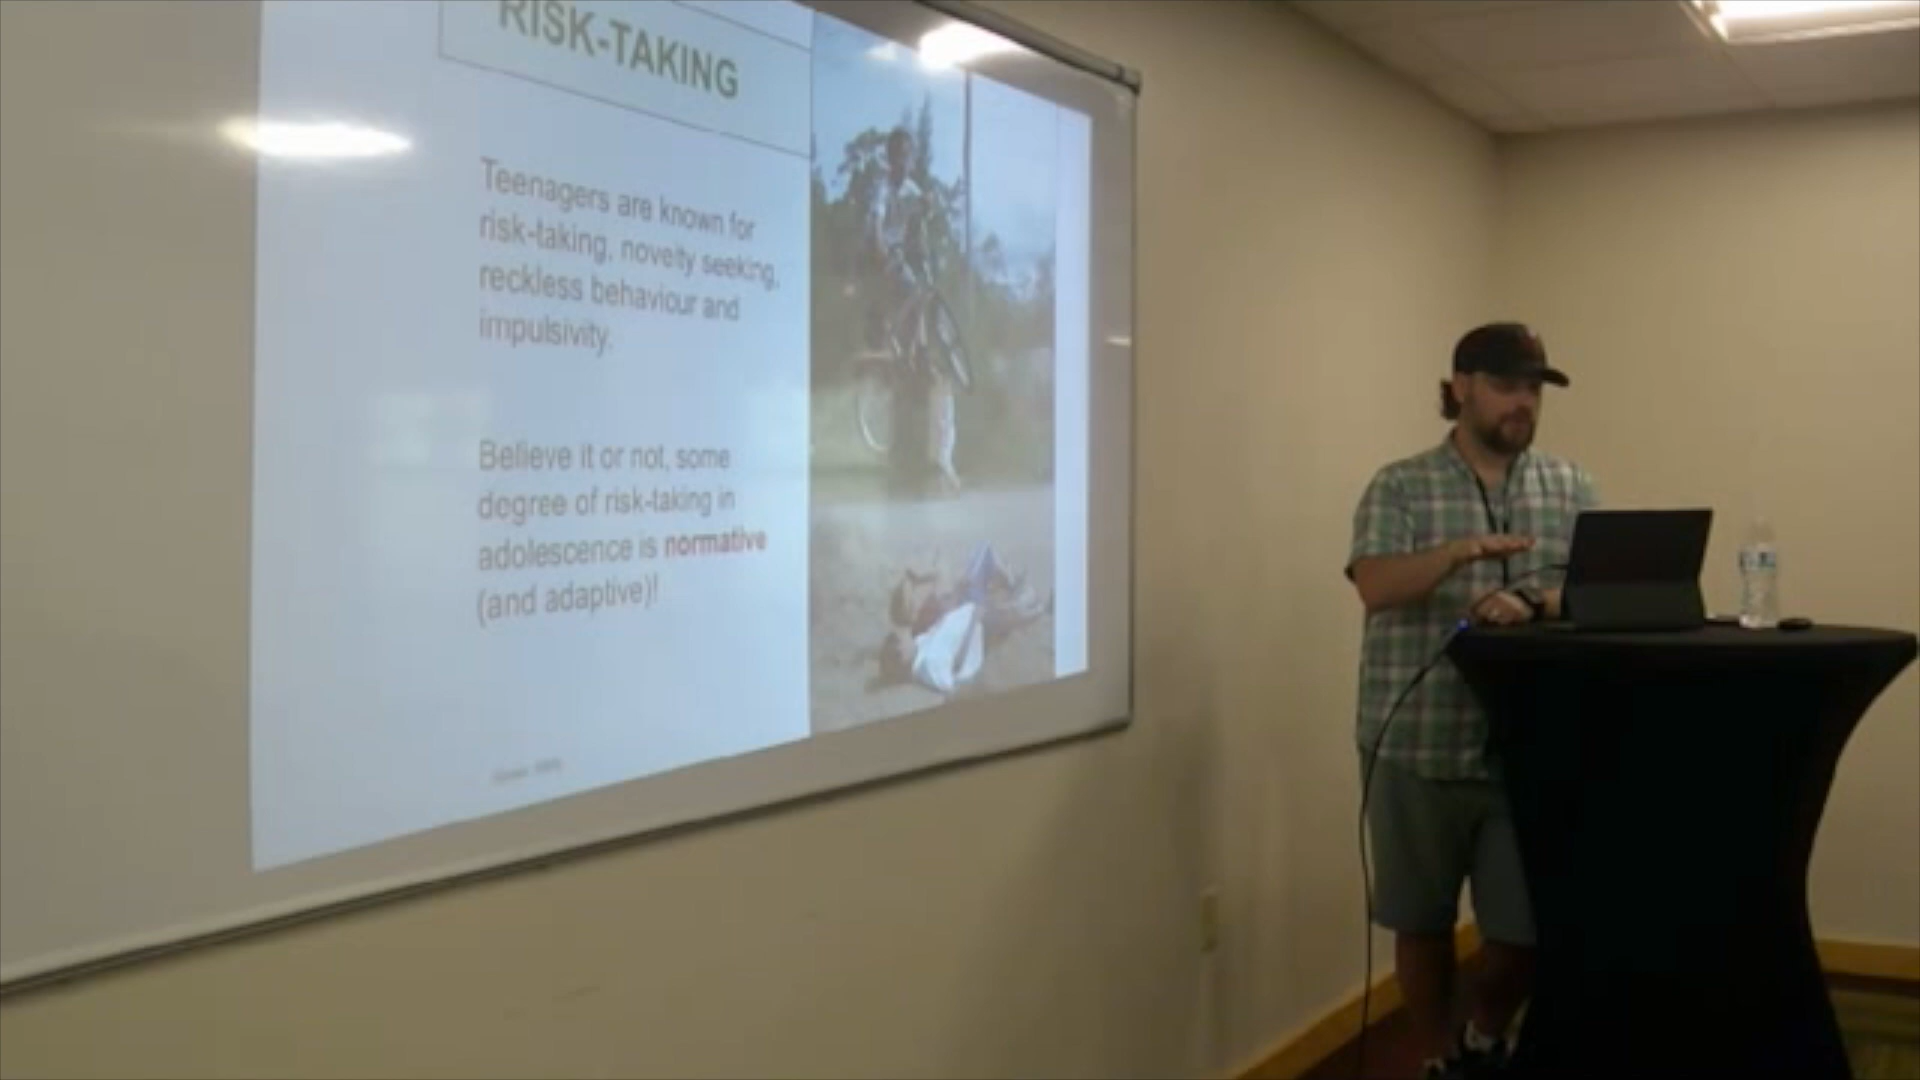 RISK-TAKING
Teenagers are known for
risk-taking, novelty seeking,
reckless behaviour and
impulsivity.
Believe it or not, some
degree of risk-taking in
adolescence is normative
(and adaptive)!